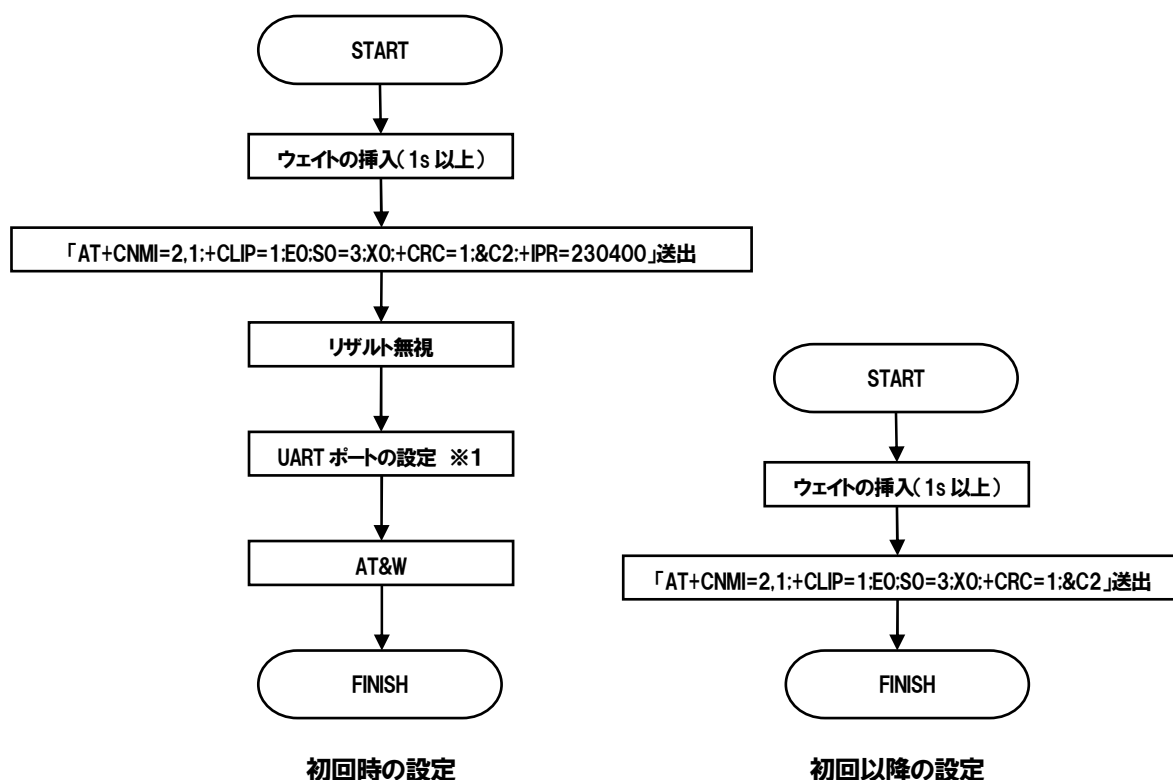 START
ウェイトの挿入(1s 以上)
「AT+CNMI=2,1;+CLIP=1;E0;S0=3;X0;+CRC=1;&C2;+IPR=230400」送出
リザルト無視
UART ポートの設定 ※1
AT&W
FINISH
初回時の設定
START
ウェイトの挿入(1s 以上)
「AT+CNMI=2,1;+CLIP=1;E0;S0=3;X0;+CRC=1;&C2」送出
FINISH
初回以降の設定